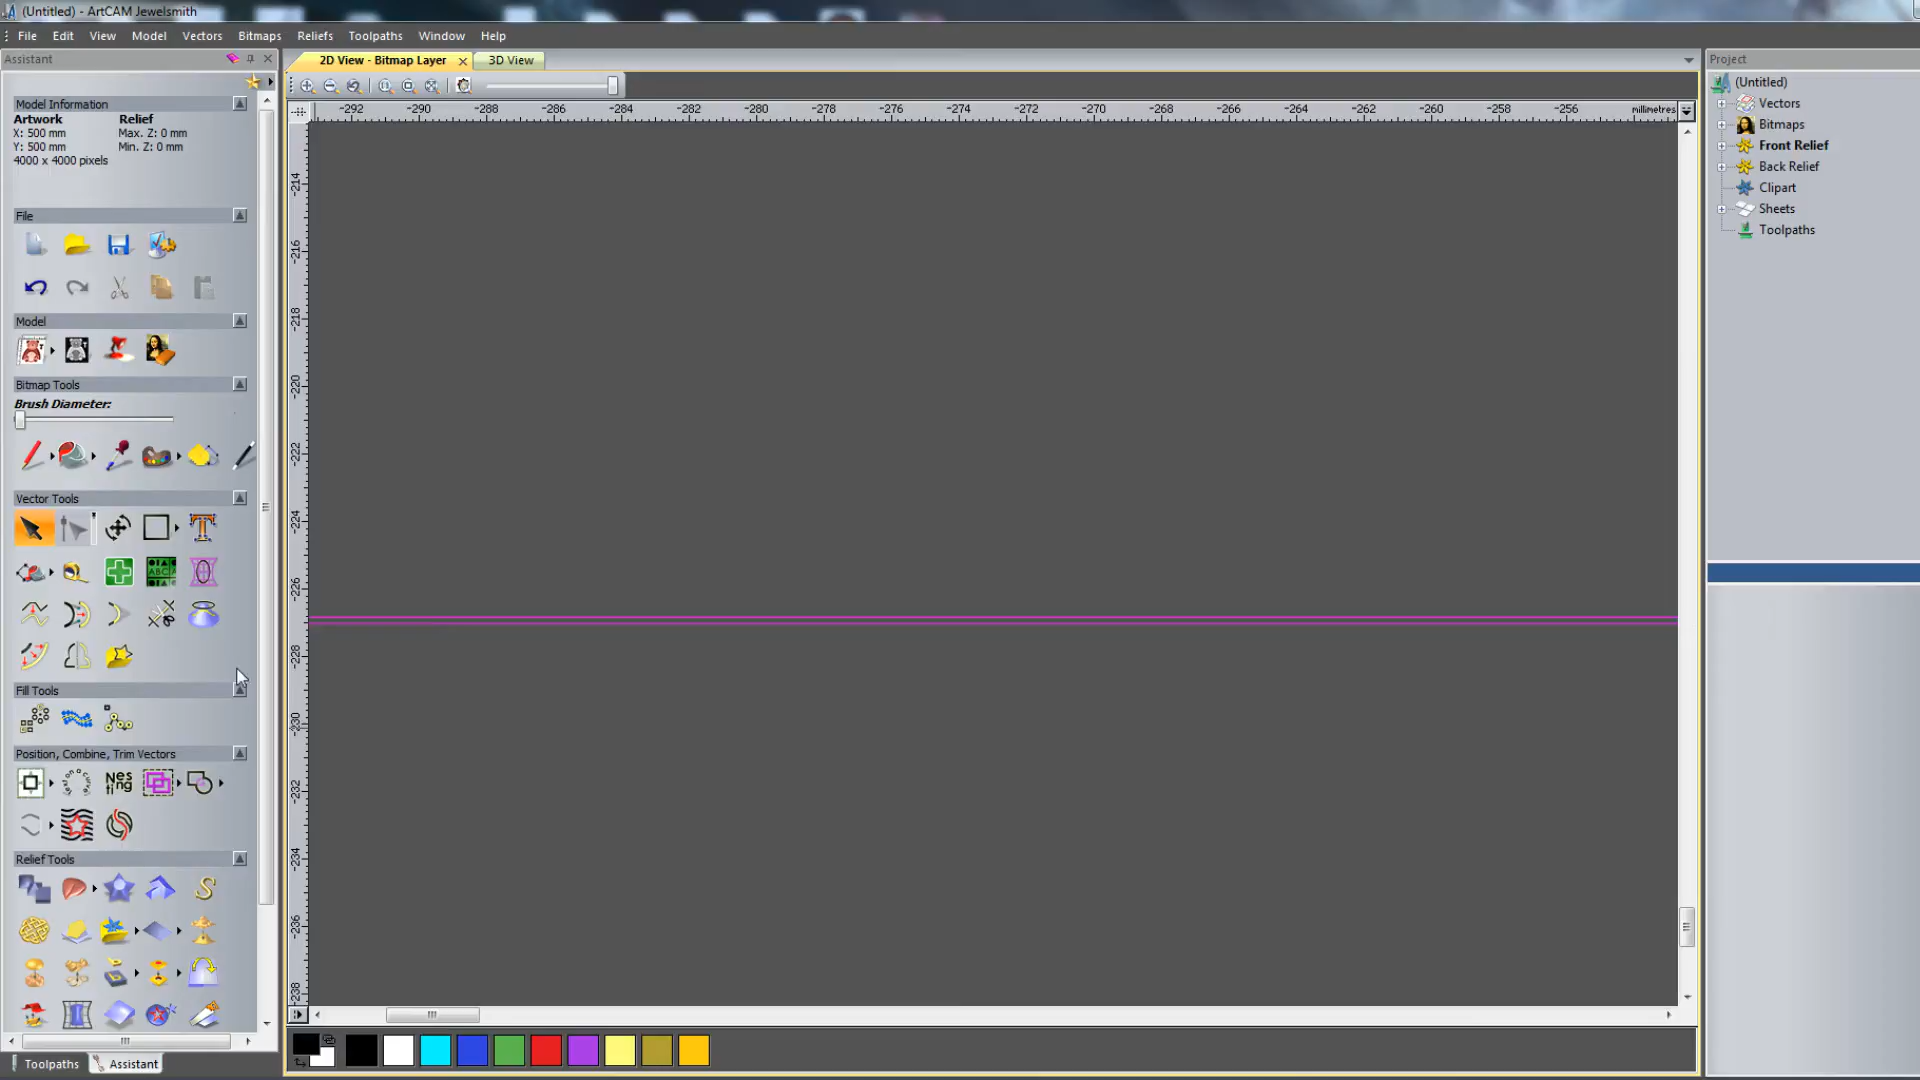 (Untitled) - ArtCAM Jewelsmith
File Edit View Model Vectors Bitmaps Reliefs Toolpaths Window Help
Assistant
2D View - Bitmap Layer
3D View
Project
Model Information
Artwork Relief
X: 500 mm Max. Z: 0 mm
Y: 500 mm Min. Z: 0 mm
4000 x 4000 pixels
-292 -290 -288 -286 -284 -282 -280 -278 -276 -274 -272 -270 -268 -266 -264 -262 -260 -258 -256 millimetres
-214
-216
-218
-220
-222
-224
-226
-228
-230
-232
-234
-236
-238
File
Model
Bitmap Tools
Brush Diameter:
Vector Tools
Fill Tools
Position, Combine, Trim Vectors
Relief Tools
Toolpaths
Assistant
(Untitled)
Vectors
Bitmaps
Front Relief
Back Relief
Clipart
Sheets
Toolpaths